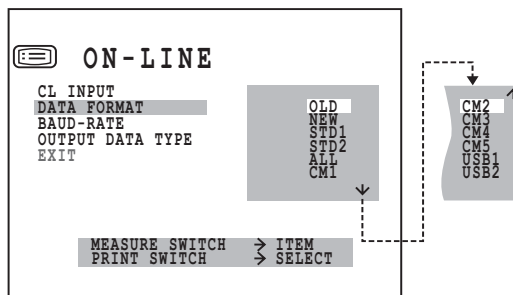 ON-LINE
CL INPUT
DATA FORMAT
BAUD-RATE
OUTPUT DATA TYPE
EXIT
OLD
NEW
STD1
STD2
ALL
CM1
CM2
CM3
CM4
CM5
USB1
USB2
MEASURE SWITCH → ITEM
PRINT SWITCH → SELECT